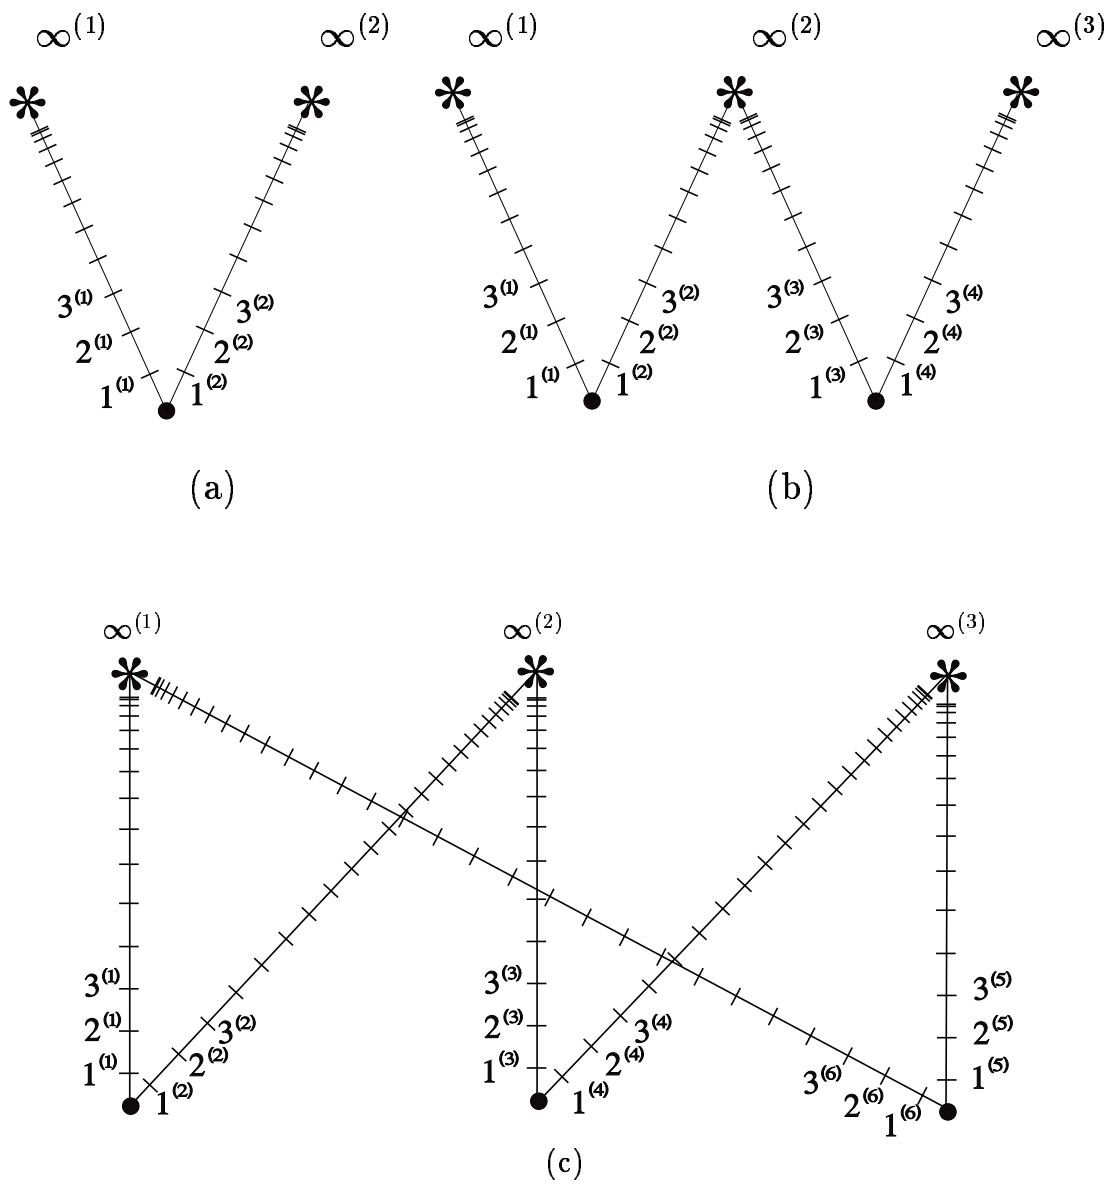 ∞⁽¹⁾ ∞⁽²⁾ ∞⁽¹⁾ ∞⁽²⁾ ∞⁽³⁾
3⁽¹⁾ 3⁽²⁾ 3⁽¹⁾ 3⁽²⁾ 3⁽³⁾ 3⁽⁴⁾
2⁽¹⁾ 2⁽²⁾ 2⁽¹⁾ 2⁽²⁾ 2⁽³⁾ 2⁽⁴⁾
1⁽¹⁾ 1⁽²⁾ 1⁽¹⁾ 1⁽²⁾ 1⁽³⁾ 1⁽⁴⁾
(a) (b)
∞⁽¹⁾ ∞⁽²⁾ ∞⁽³⁾
3⁽¹⁾ 3⁽²⁾ 3⁽³⁾ 3⁽⁴⁾ 3⁽⁶⁾ 3⁽⁵⁾
2⁽¹⁾ 2⁽²⁾ 2⁽³⁾ 2⁽⁴⁾ 2⁽⁶⁾ 2⁽⁵⁾
1⁽¹⁾ 1⁽²⁾ 1⁽³⁾ 1⁽⁴⁾ 1⁽⁶⁾ 1⁽⁵⁾
(c)